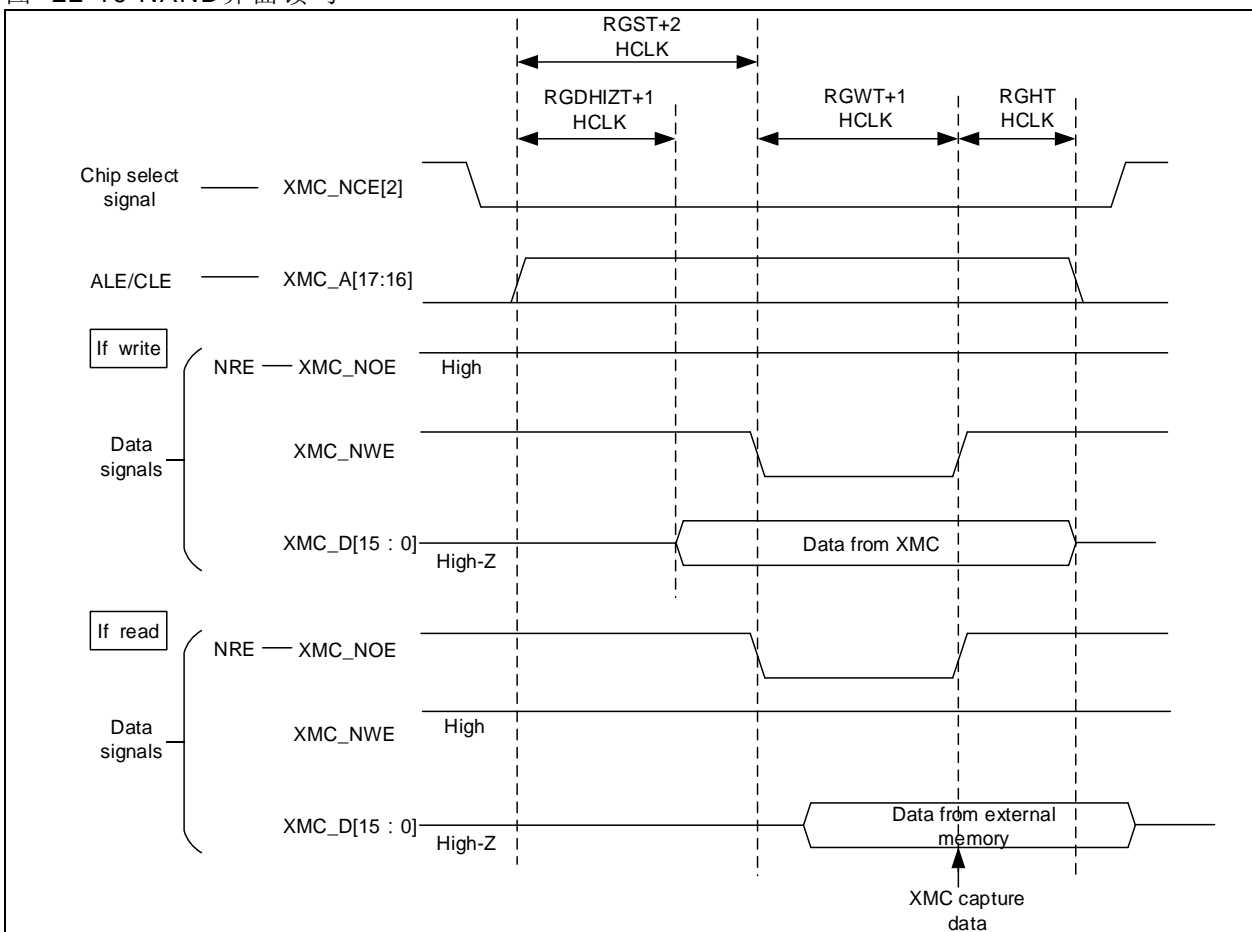 RGST+2
HCLK
RGDHIZT+1
HCLK
RGWT+1
HCLK
RGHT
HCLK
Chip select
signal
XMC_NCE[2]
ALE/CLE
XMC_A[17:16]
If write
NRE
XMC_NOE
High
Data
signals
XMC_NWE
XMC_D[15 : 0]
High-Z
Data from XMC
If read
NRE
XMC_NOE
Data
signals
XMC_NWE
High
XMC_D[15 : 0]
High-Z
Data from external
memory
XMC capture
data